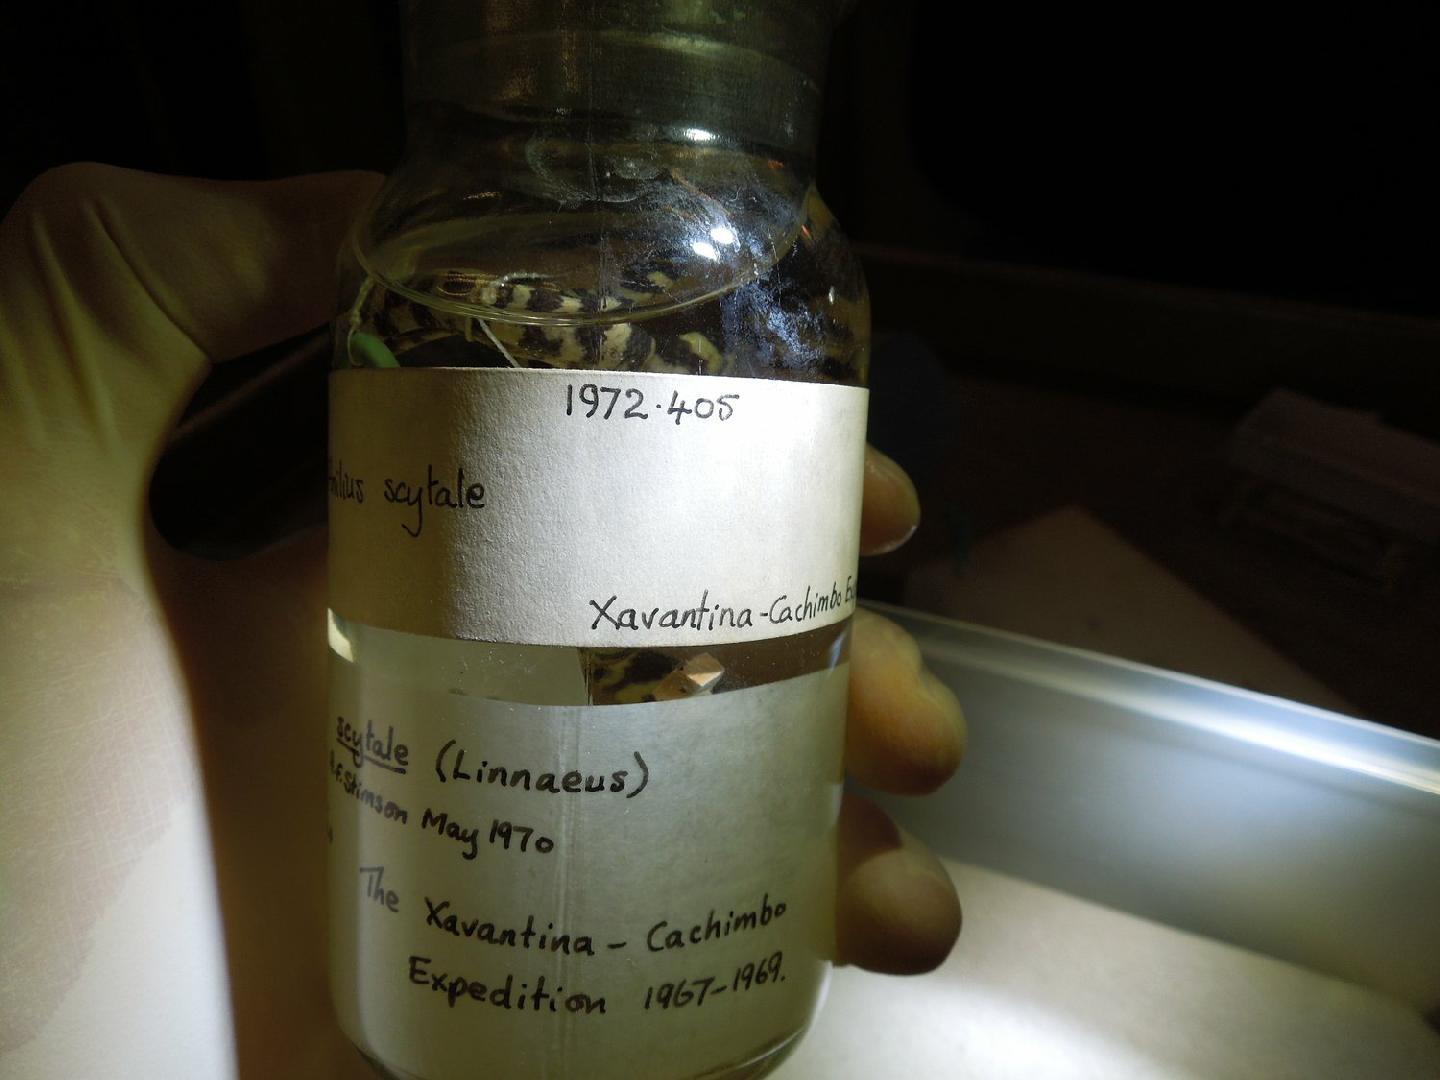 1972·405
scytale
Xavantina-Cachimbo
scytale (Linnaeus)
Stimson May 1970
The Xavantina - Cachimbo
Expedition 1967-1969.